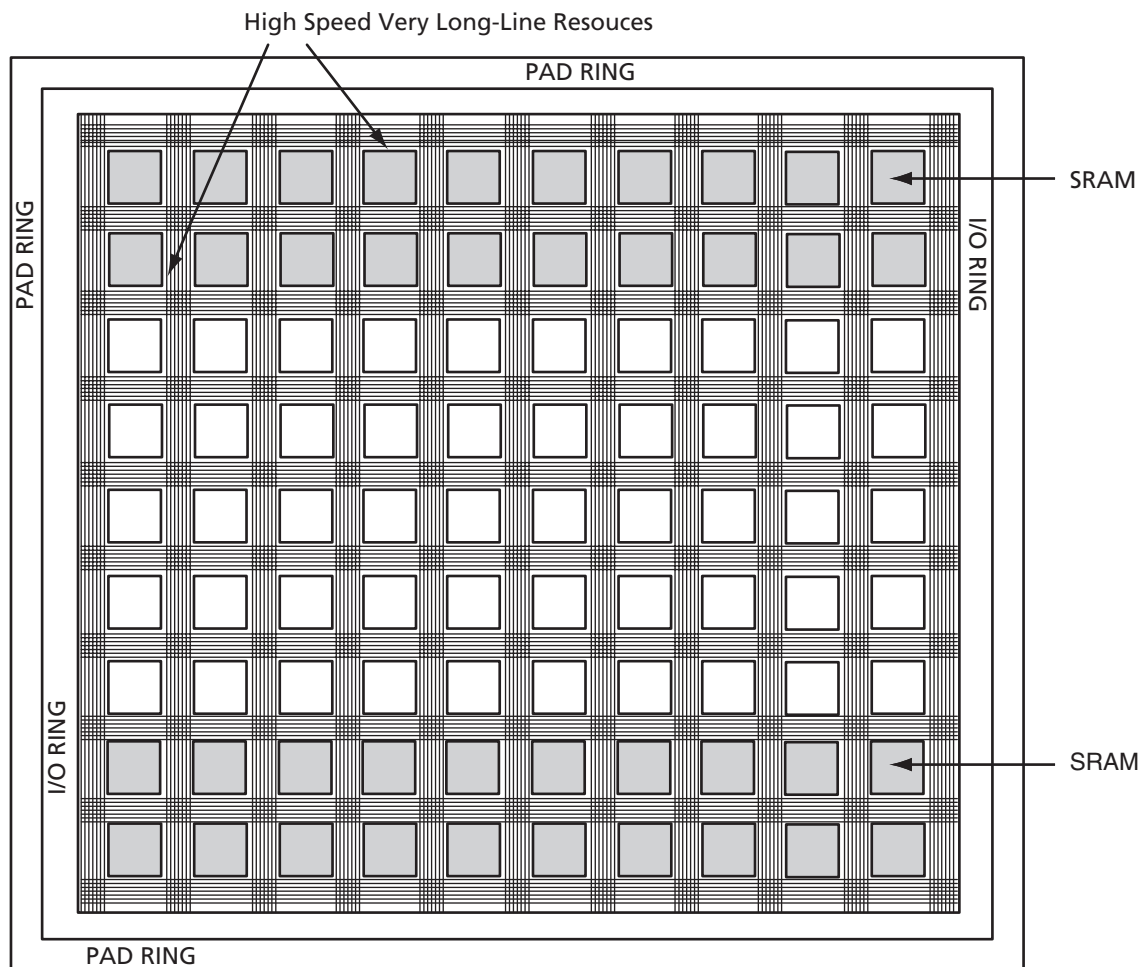 High Speed Very Long-Line Resouces
PAD RING
SRAM
PAD RING
I/O RING
I/O RING
SRAM
PAD RING